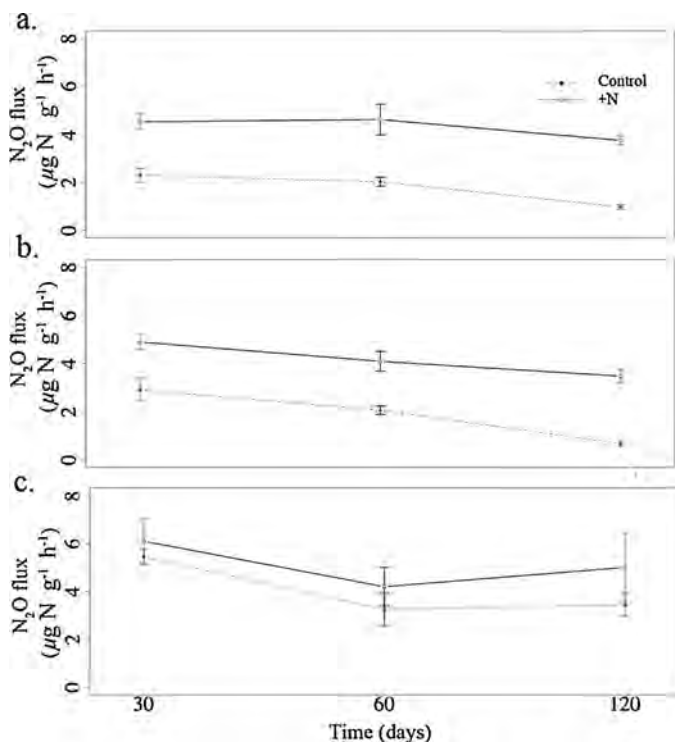 a.
N₂O flux
(µg N g⁻¹ h⁻¹)
0 2 4 6 8
Control
+N
b.
N₂O flux
(µg N g⁻¹ h⁻¹)
0 2 4 6 8
c.
N₂O flux
(µg N g⁻¹ h⁻¹)
0 2 4 6 8
30 60 120
Time (days)